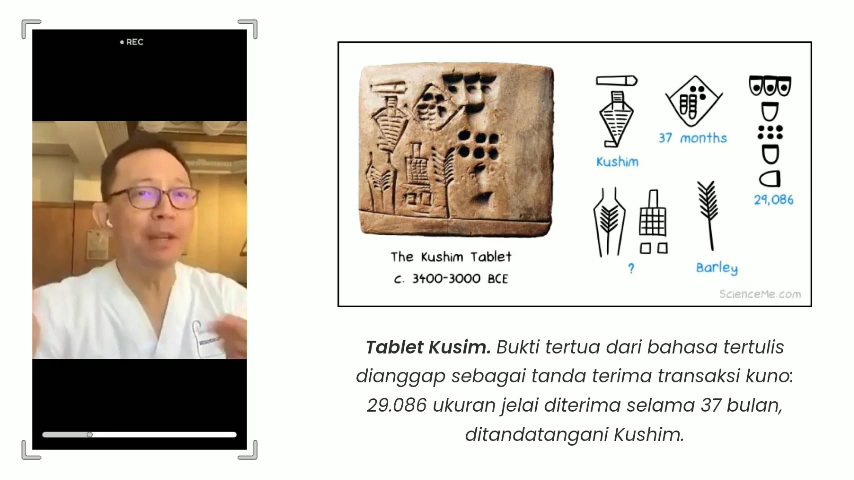 REC
The Kushim Tablet
c. 3400-3000 BCE
Kushim
37 months
29,086
?
Barley
ScienceMe.com
Tablet Kusim. Bukti tertua dari bahasa tertulis
dianggap sebagai tanda terima transaksi kuno:
29.086 ukuran jelai diterima selama 37 bulan,
ditandatangani Kushim.